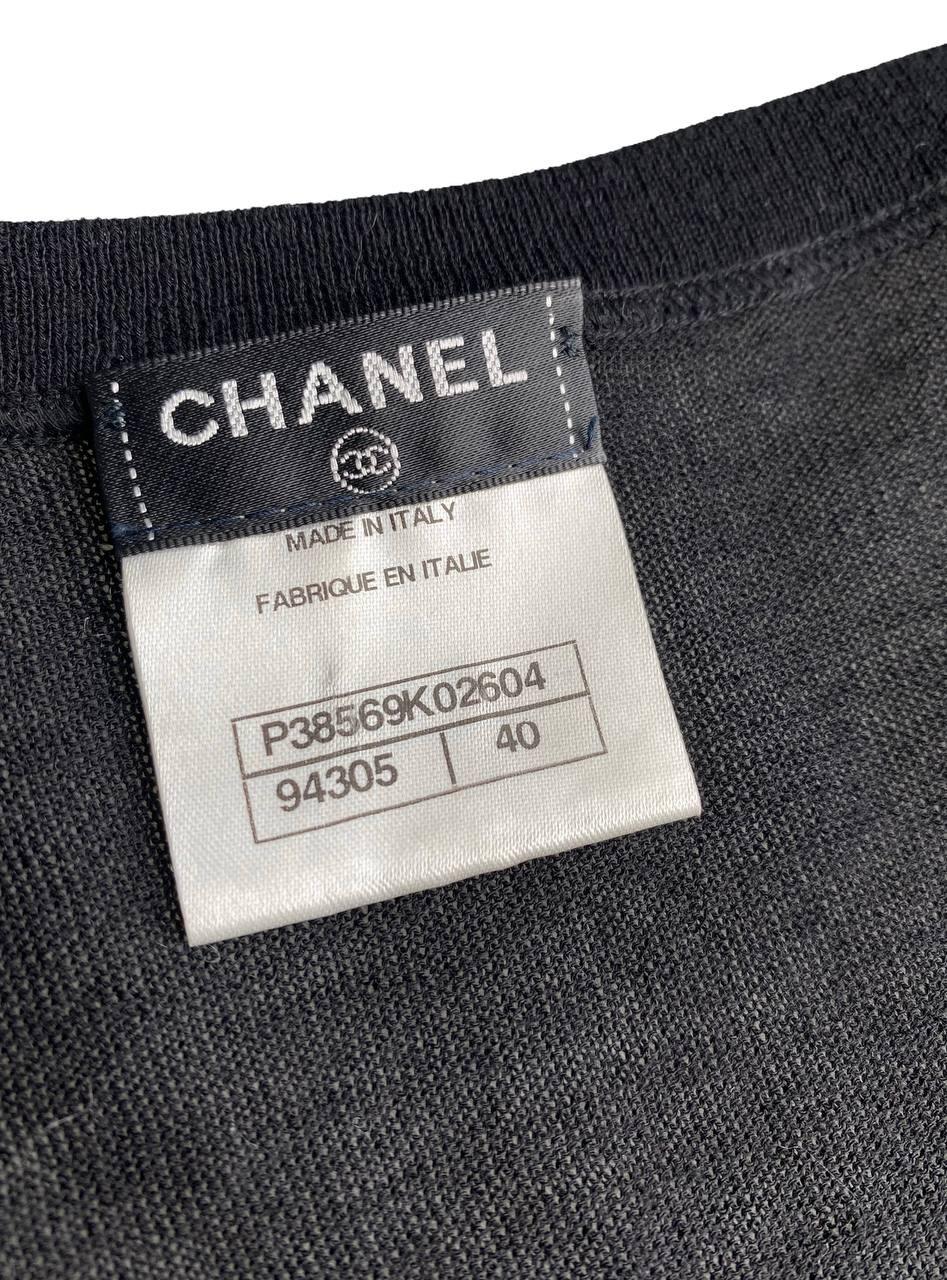 CHANEL
MADE IN ITALY
FABRIQUE EN ITALIE
P38569K02604
94305 40